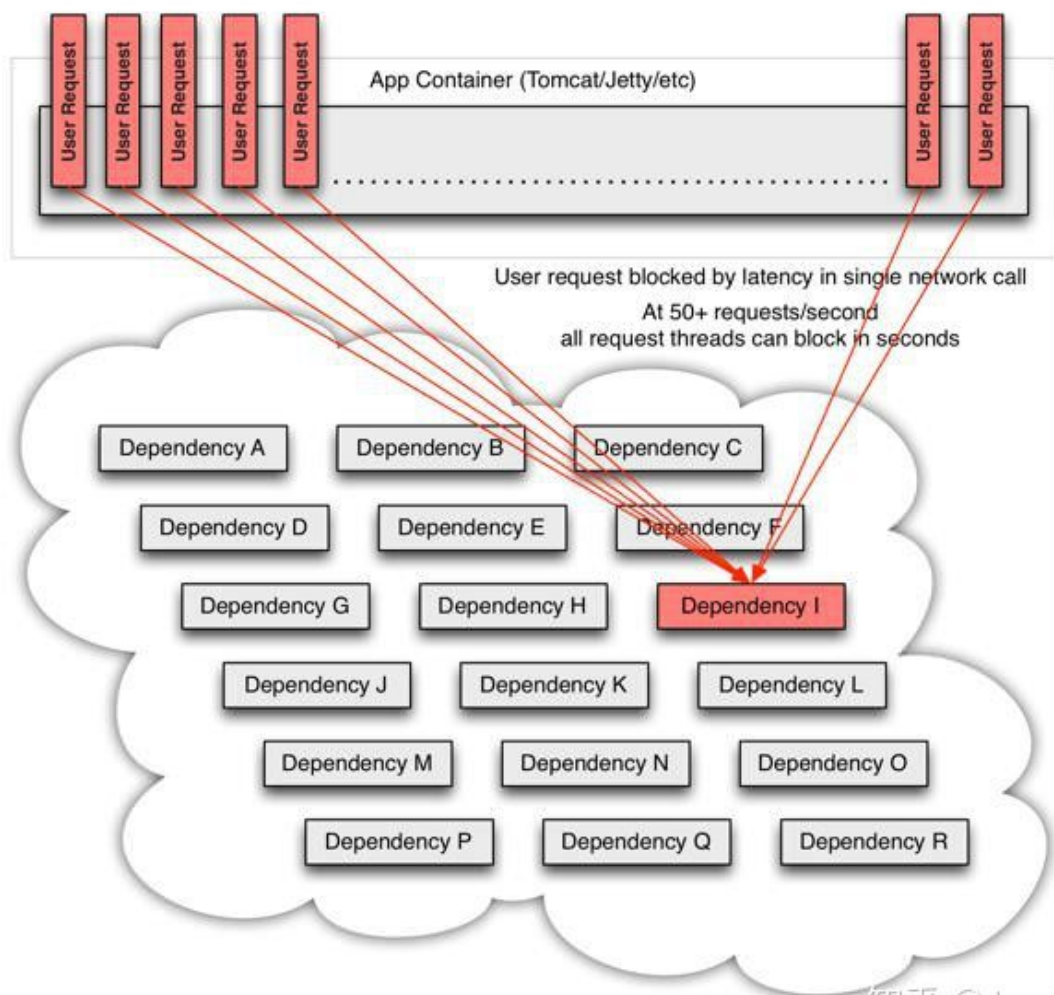 User Request
User Request
User Request
User Request
User Request
User Request
User Request
App Container (Tomcat/Jetty/etc)
User request blocked by latency in single network call
At 50+ requests/second
all request threads can block in seconds
Dependency A
Dependency B
Dependency C
Dependency D
Dependency E
Dependency F
Dependency G
Dependency H
Dependency I
Dependency J
Dependency K
Dependency L
Dependency M
Dependency N
Dependency O
Dependency P
Dependency Q
Dependency R